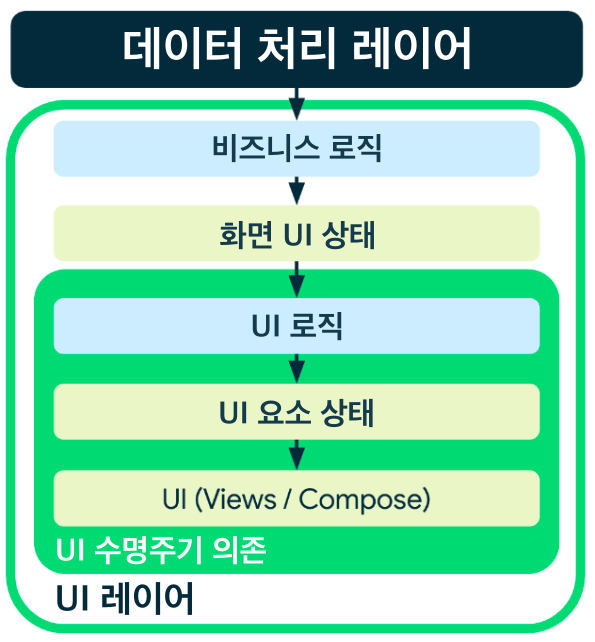 데이터 처리 레이어
비즈니스 로직
화면 UI 상태
UI 로직
UI 요소 상태
UI (Views / Compose)
UI 수명주기 의존
UI 레이어